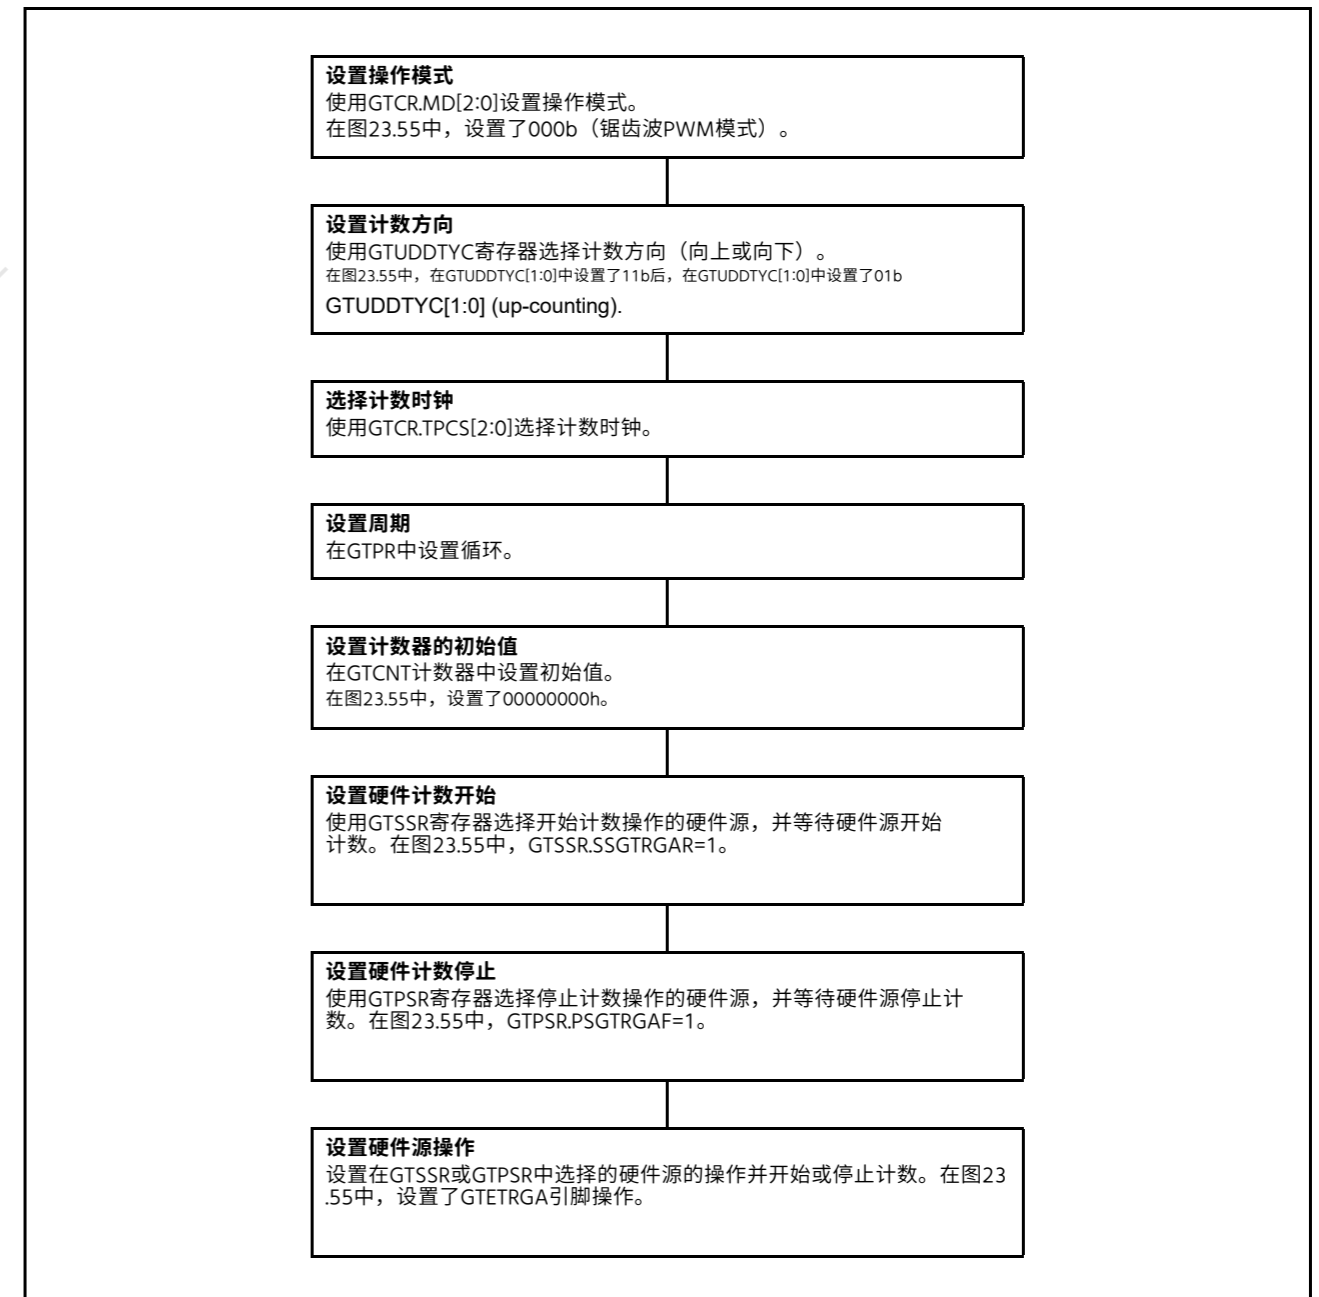 设置操作模式
使用GTCR.MD[2:0]设置操作模式。
在图23.55中，设置了000b（锯齿波PWM模式）。
设置计数方向
使用GTUDDTYC寄存器选择计数方向（向上或向下）。
在图23.55中，在GTUDDTYC[1:0]中设置了11b后，在GTUDDTYC[1:0]中设置了01b
GTUDDTYC[1:0] (up-counting).
选择计数时钟
使用GTCR.TPCS[2:0]选择计数时钟。
设置周期
在GTPR中设置循环。
设置计数器的初始值
在GTCNT计数器中设置初始值。
在图23.55中，设置了00000000h。
设置硬件计数开始
使用GTSSR寄存器选择开始计数操作的硬件源，并等待硬件源开始
计数。在图23.55中，GTSSR.SSGTRGAR=1。
设置硬件计数停止
使用GTPSR寄存器选择停止计数操作的硬件源，并等待硬件源停止计
数。在图23.55中，GTPSR.PSGTRGAF=1。
设置硬件源操作
设置在GTSSR或GTPSR中选择的硬件源的操作并开始或停止计数。在图23
.55中，设置了GTETRGA引脚操作。